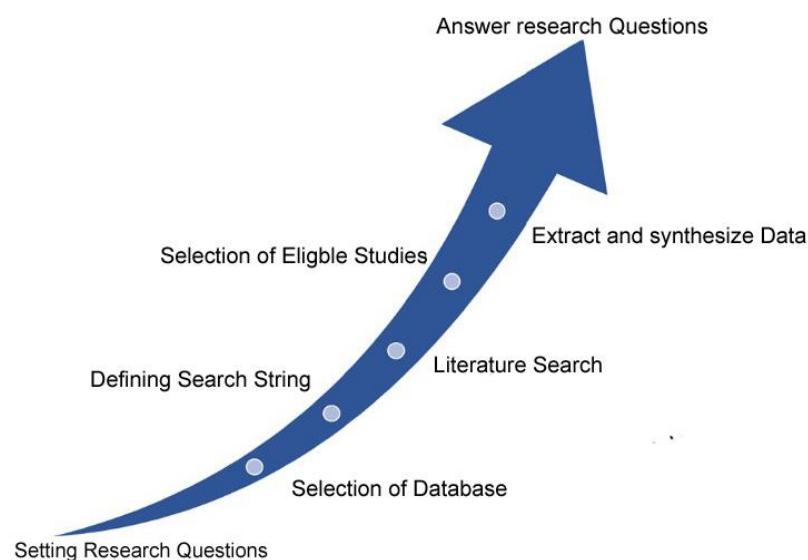 Answer research Questions
Extract and synthesize Data
Selection of Eligble Studies
Literature Search
Defining Search String
Selection of Database
Setting Research Questions